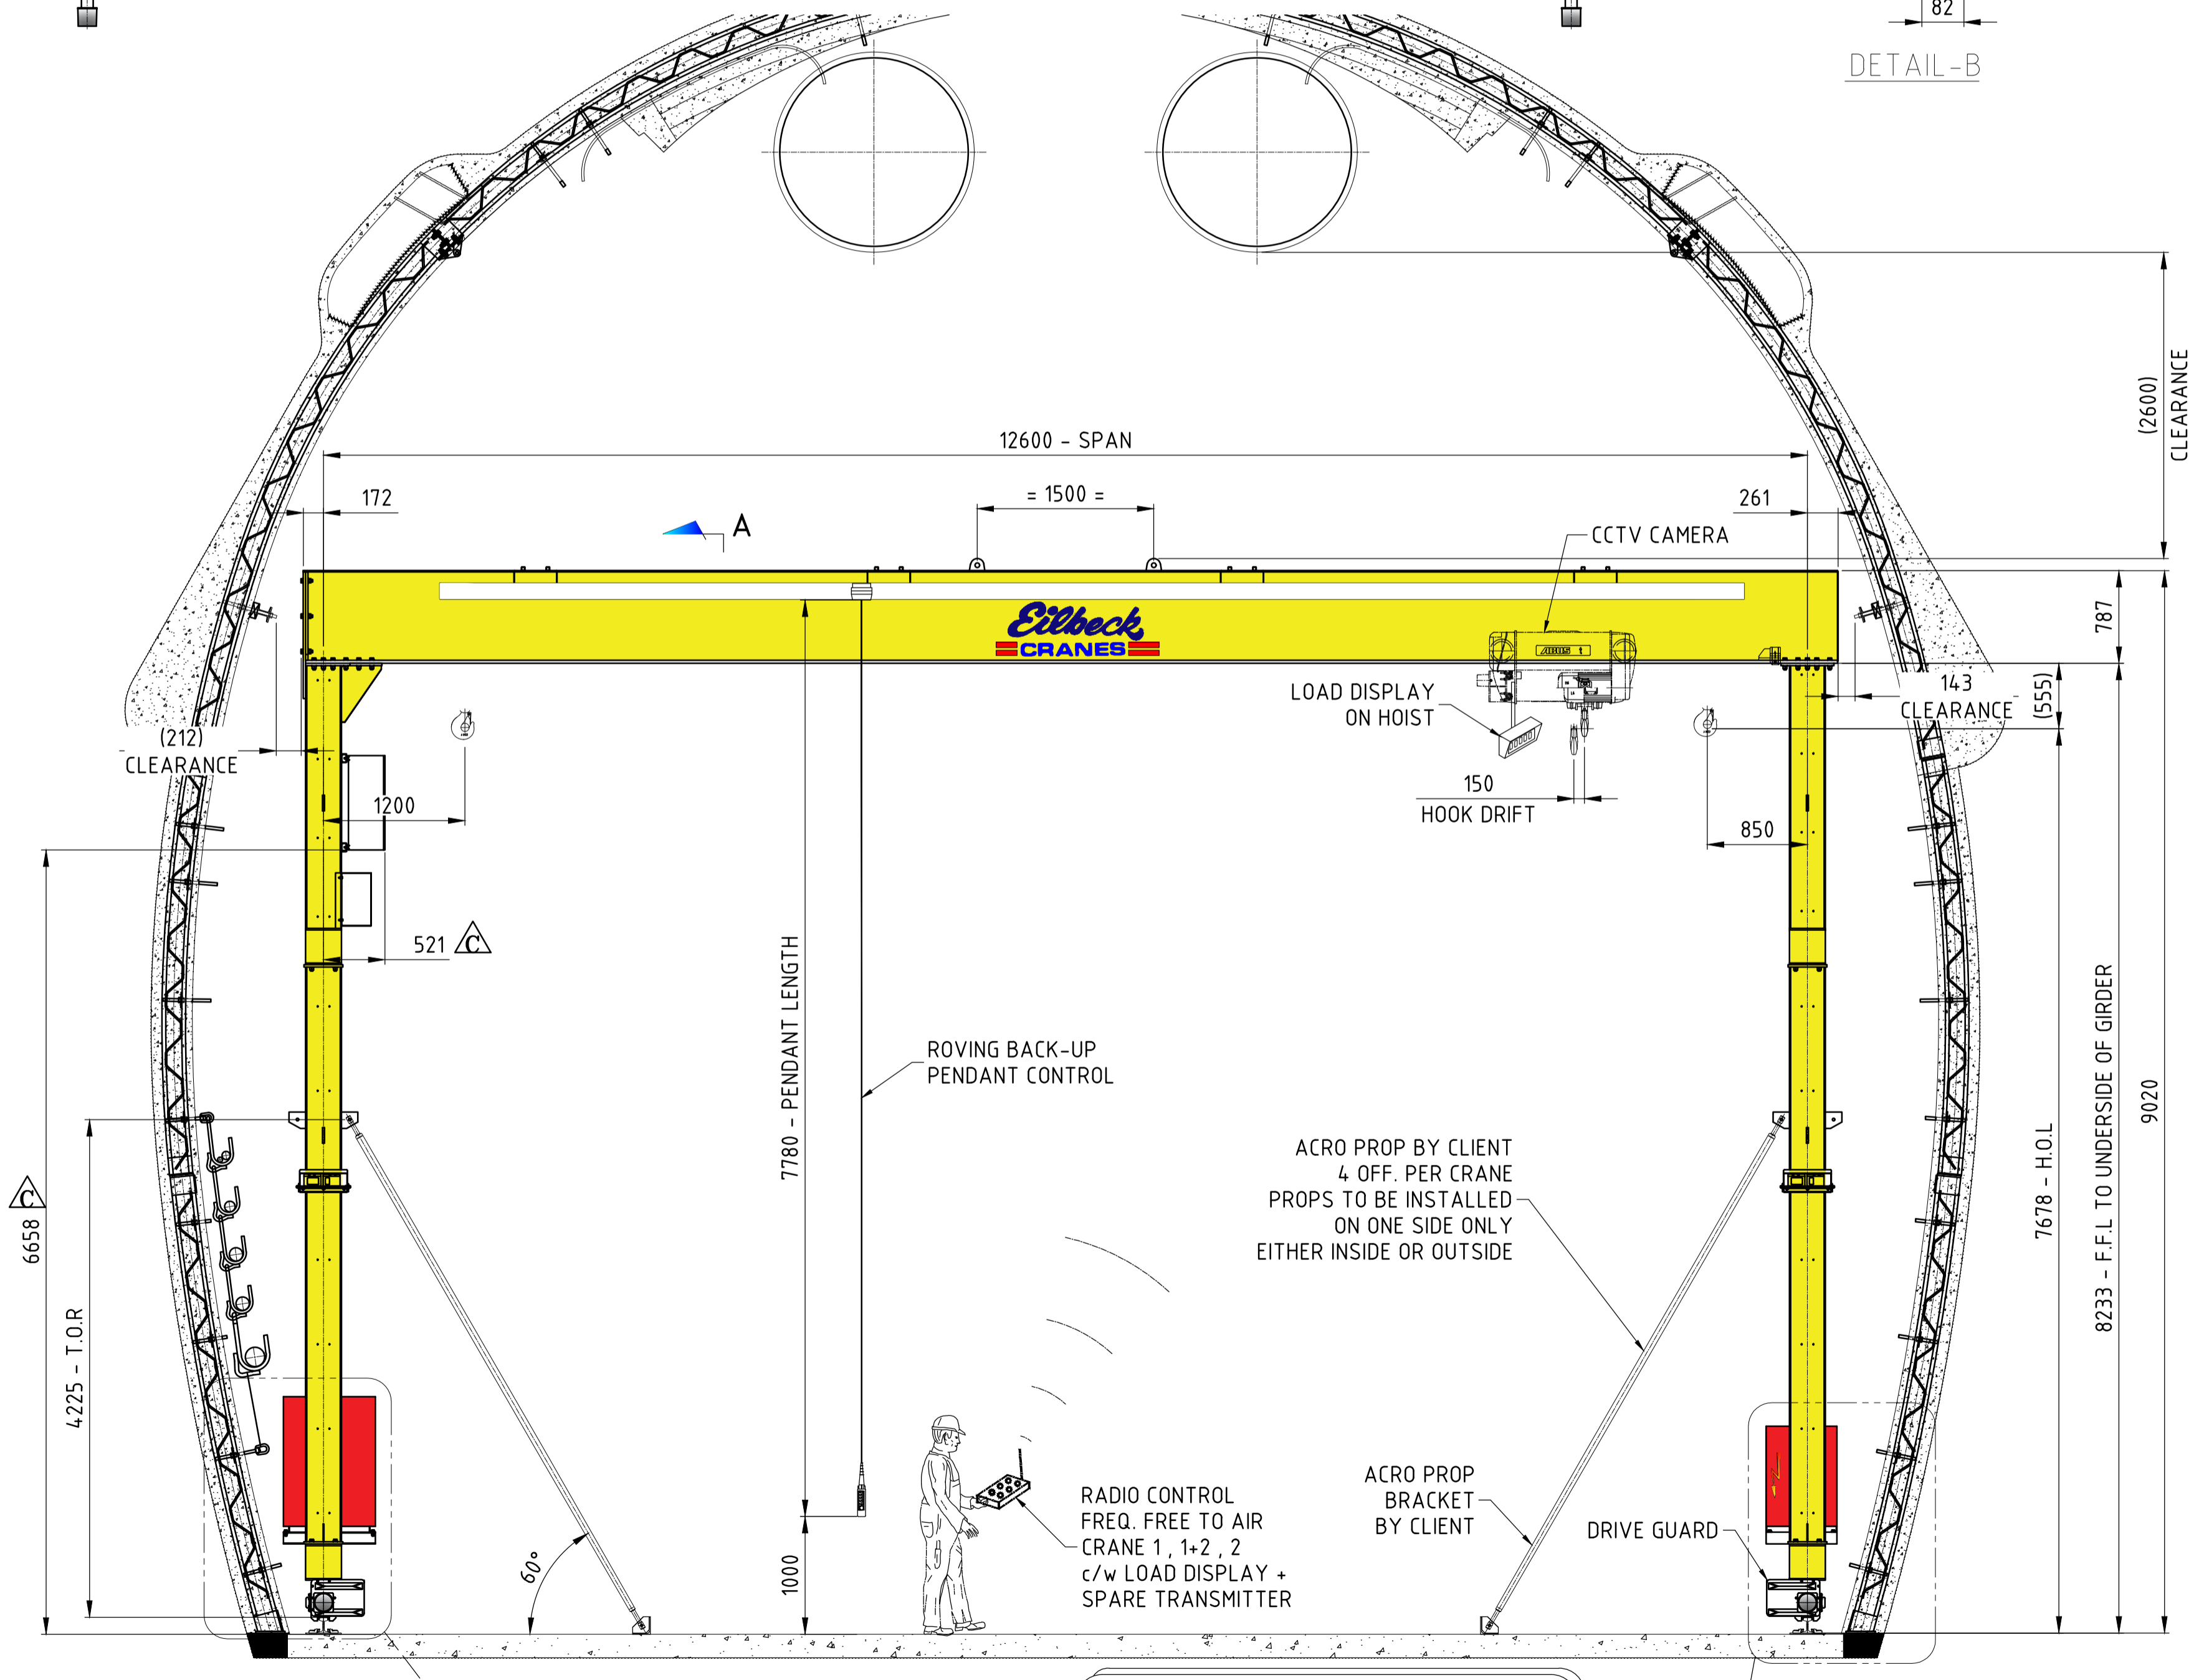 82
DETAIL-B
(2600)
CLEARANCE
12600 - SPAN
172
= 1500 =
261
A
CCTV CAMERA
787
Eilbeck
CRANES
ABUS t
LOAD DISPLAY
ON HOIST
143
CLEARANCE
(555)
(212)
CLEARANCE
1200
150
HOOK DRIFT
850
521 C
7780 - PENDANT LENGTH
ROVING BACK-UP
PENDANT CONTROL
8233 - F.F.L TO UNDERSIDE OF GIRDER
9020
7678 - H.O.L
ACRO PROP BY CLIENT
4 OFF. PER CRANE
PROPS TO BE INSTALLED
ON ONE SIDE ONLY
EITHER INSIDE OR OUTSIDE
6658 C
4225 - T.O.R
60°
1000
RADIO CONTROL
FREQ. FREE TO AIR
CRANE 1 , 1+2 , 2
c/w LOAD DISPLAY +
SPARE TRANSMITTER
ACRO PROP
BRACKET
BY CLIENT
DRIVE GUARD